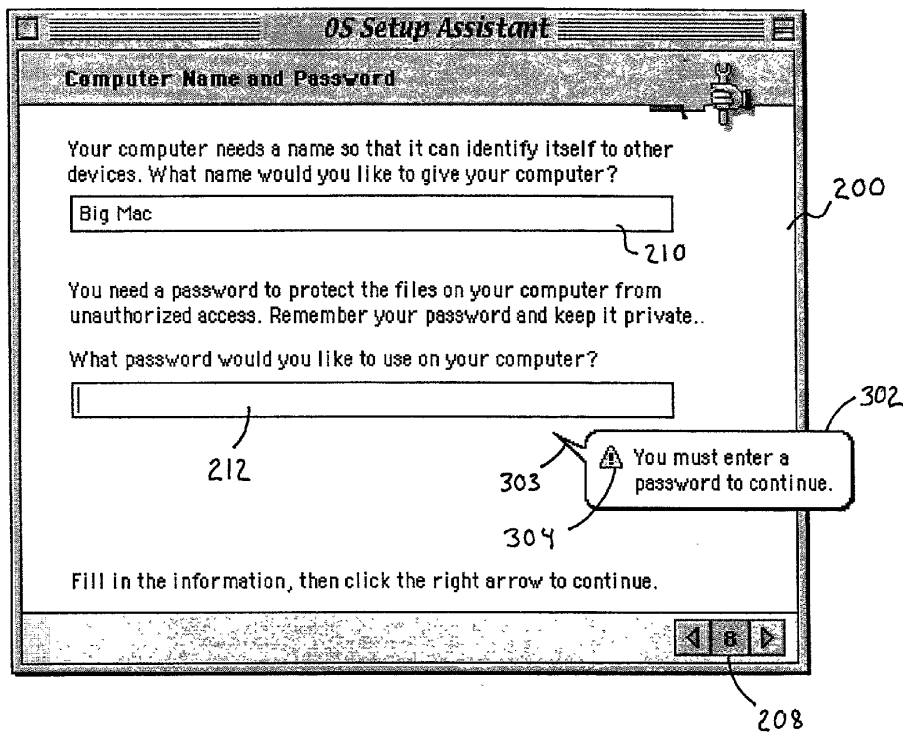 OS Setup Assistant
Computer Name and Password
Your computer needs a name so that it can identify itself to other
devices. What name would you like to give your computer?
200
Big Mac
210
You need a password to protect the files on your computer from
unauthorized access. Remember your password and keep it private..
What password would you like to use on your computer?
302
212
303
You must enter a
password to continue.
304
Fill in the information, then click the right arrow to continue.
8
208